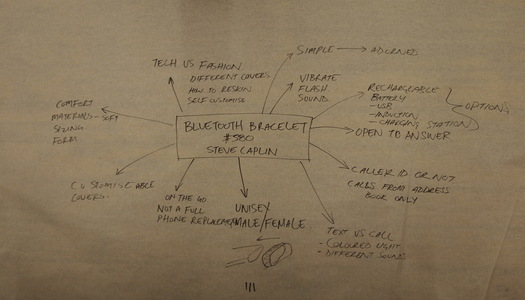 SIMPLE → ADORNED
TECH VS FASHION
DIFFERENT COVERS
HOW TO RESKIN
SELF CUSTOMISE
VIBRATE
FLASH
SOUND
RECHARGEABLE
BATTERY
- USB
- INDUCTION
- CHARGING STATION
OPTIONS
COMFORT
MATERIALS - SOFT
SIZING
FORM
BLUETOOTH BRACELET
#580
STEVE CAPLIN
OPEN TO ANSWER
CALLER ID OR NOT
CALLS FROM ADDRESS
BOOK ONLY
CUSTOMISEABLE
COVERS.
ON THE GO
NOT A FULL
PHONE REPLACEMENT
UNISEX
MALE/FEMALE
TEXT VS CALL
- COLOURED LIGHT
- DIFFERENT SOUND